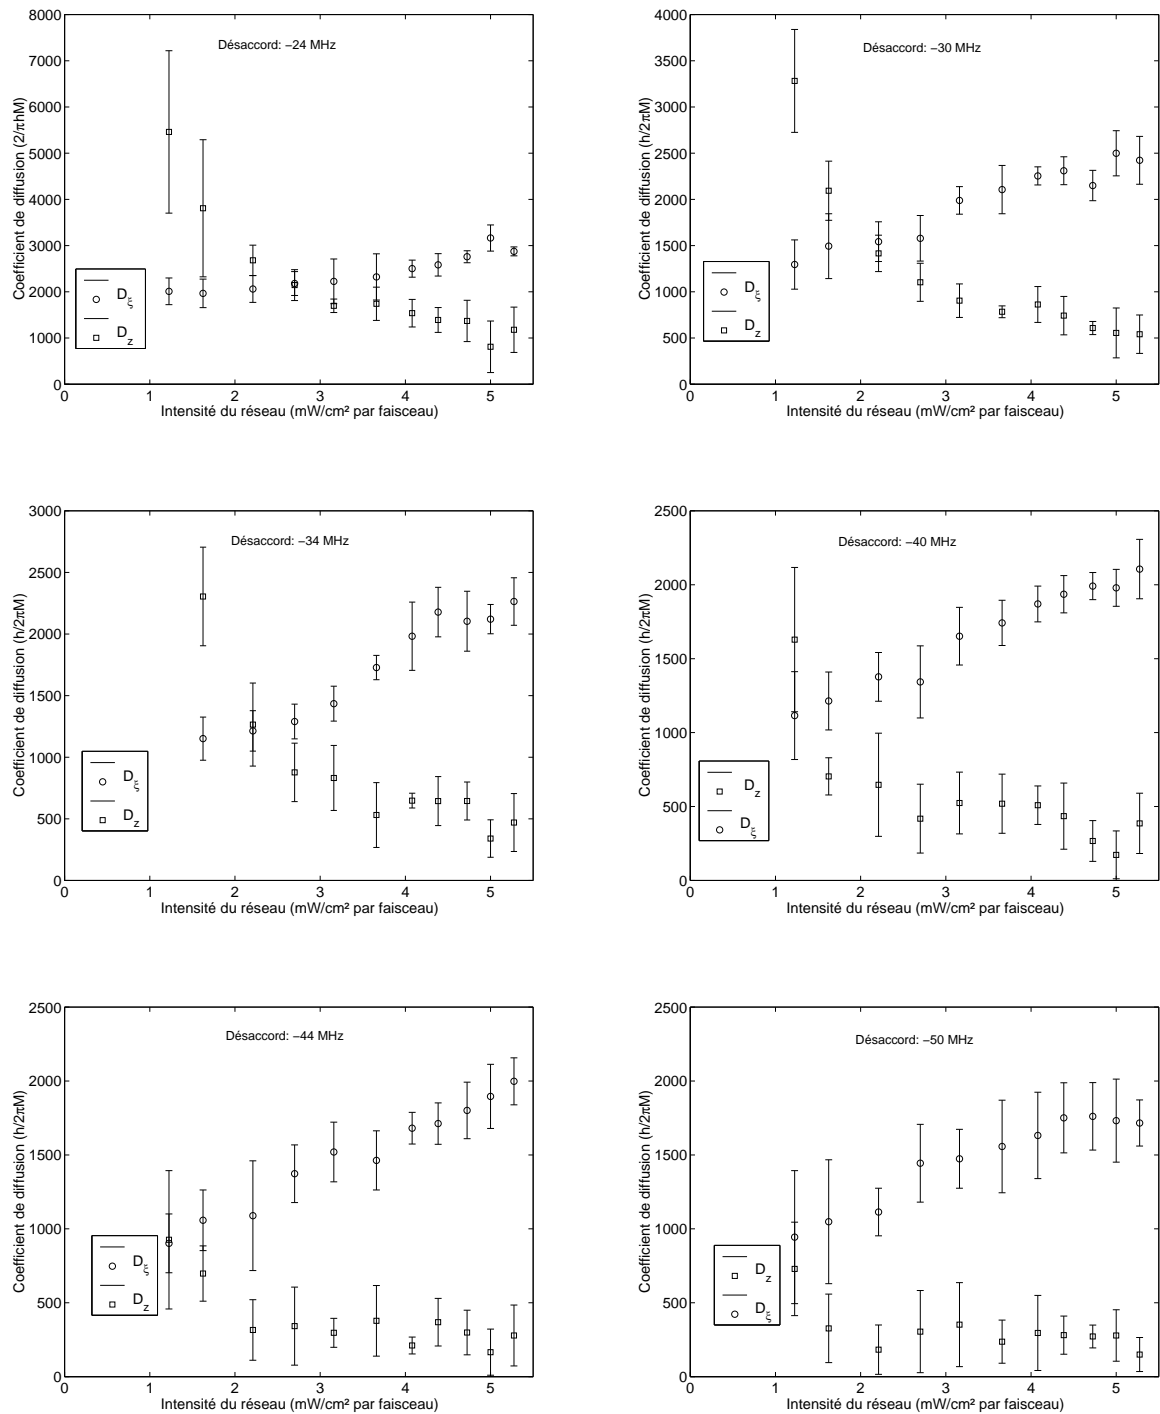 8000
7000
6000
5000
4000
3000
2000
1000
0
Coefficient de diffusion (2/πhM)
Désaccord: −24 MHz
D_ξ
D_z
0 1 2 3 4 5
Intensité du réseau (mW/cm² par faisceau)
4000
3500
3000
2500
2000
1500
1000
500
0
Coefficient de diffusion (h/2πM)
Désaccord: −30 MHz
D_ξ
D_z
0 1 2 3 4 5
Intensité du réseau (mW/cm² par faisceau)
3000
2500
2000
1500
1000
500
0
Coefficient de diffusion (h/2πM)
Désaccord: −34 MHz
D_ξ
D_z
0 1 2 3 4 5
Intensité du réseau (mW/cm² par faisceau)
2500
2000
1500
1000
500
0
Coefficient de diffusion (h/2πM)
Désaccord: −40 MHz
D_z
D_ξ
0 1 2 3 4 5
Intensité du réseau (mW/cm² par faisceau)
2500
2000
1500
1000
500
0
Coefficient de diffusion (h/2πM)
Désaccord: −44 MHz
D_ξ
D_z
0 1 2 3 4 5
Intensité du réseau (mW/cm² par faisceau)
2500
2000
1500
1000
500
0
Coefficient de diffusion (h/2πM)
Désaccord: −50 MHz
D_z
D_ξ
0 1 2 3 4 5
Intensité du réseau (mW/cm² par faisceau)